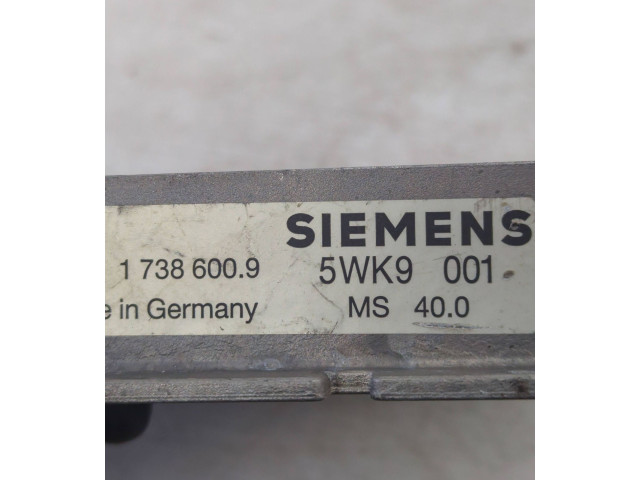 SIEMENS
1 738 600.9 5WK9 001
in Germany MS 40.0